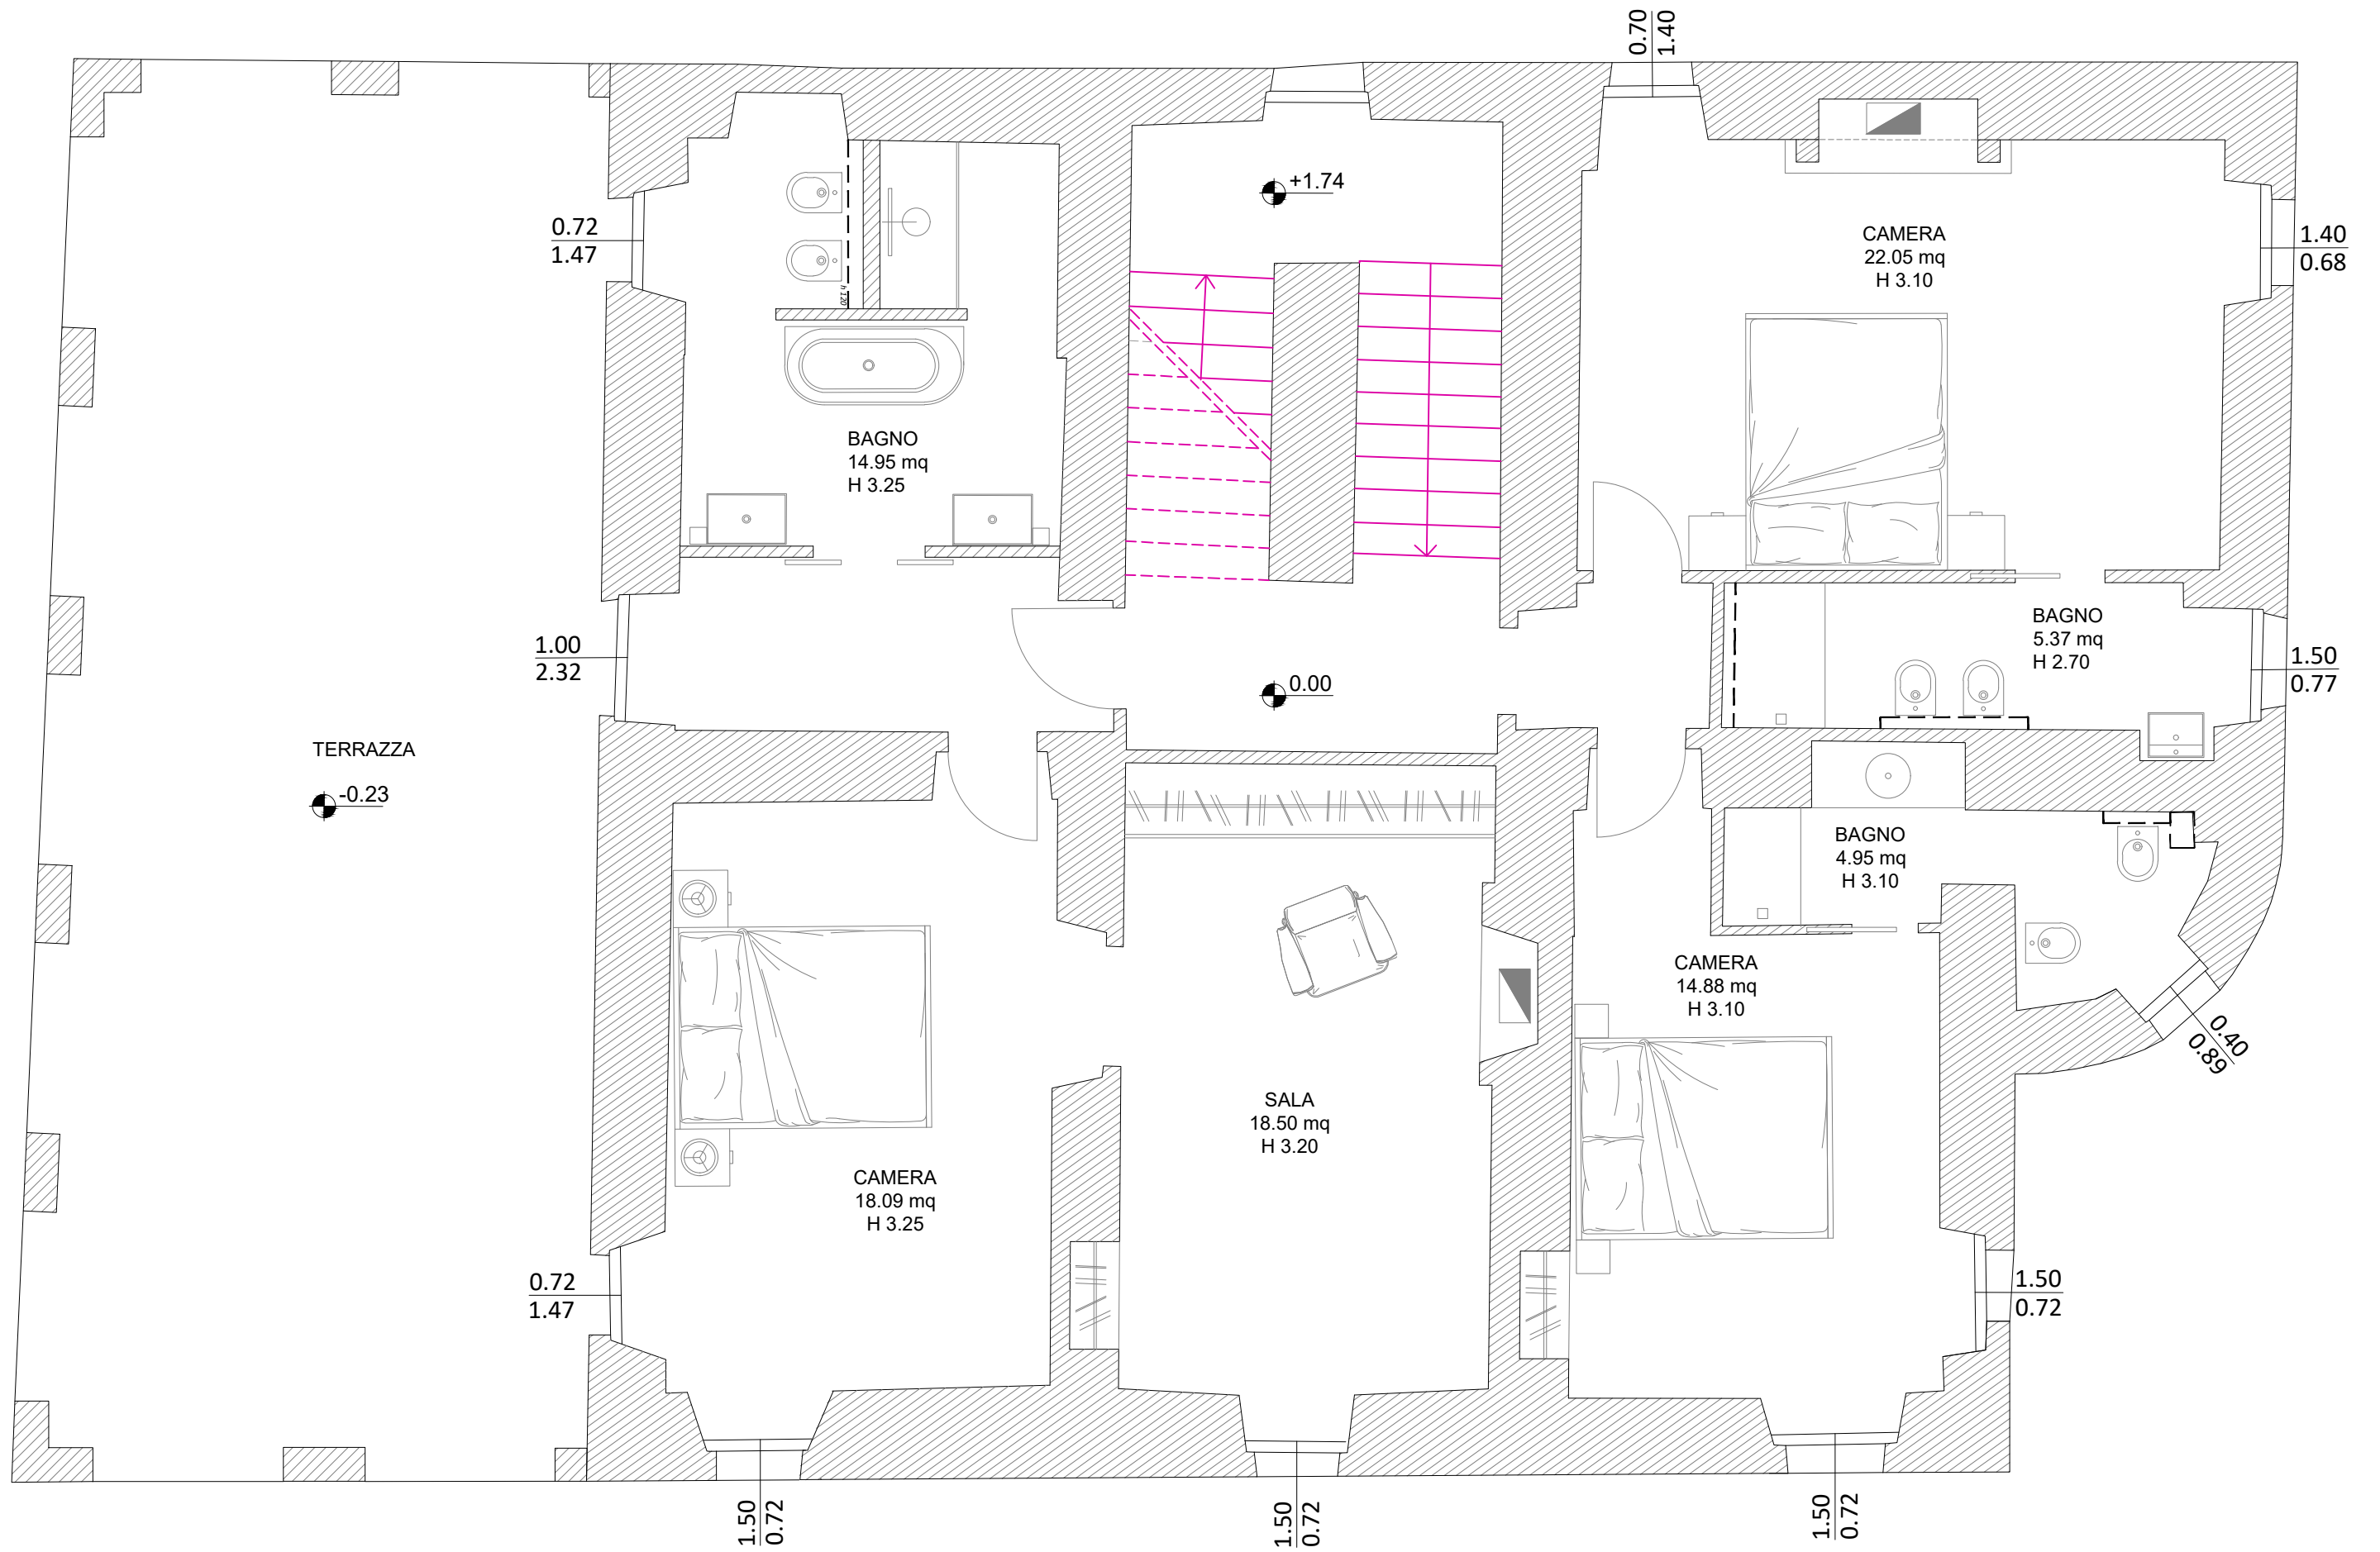 0.70
1.40
+1.74
0.72
1.47
CAMERA
22.05 mq
H 3.10
1.40
0.68
h 120
BAGNO
14.95 mq
H 3.25
BAGNO
5.37 mq
H 2.70
1.00
2.32
0.00
1.50
0.77
TERRAZZA
-0.23
BAGNO
4.95 mq
H 3.10
CAMERA
14.88 mq
H 3.10
0.40
0.89
SALA
18.50 mq
H 3.20
CAMERA
18.09 mq
H 3.25
0.72
1.47
1.50
0.72
1.50
0.72
1.50
0.72
1.50
0.72